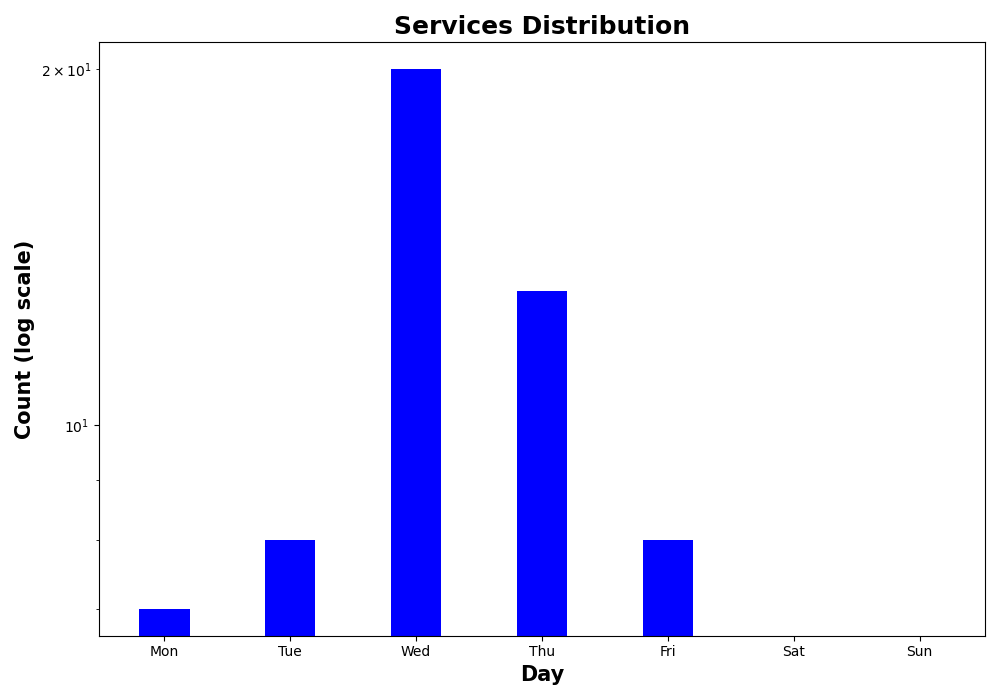 Services Distribution
Count (log scale)
2 × 10¹
10¹
Mon Tue Wed Thu Fri Sat Sun
Day